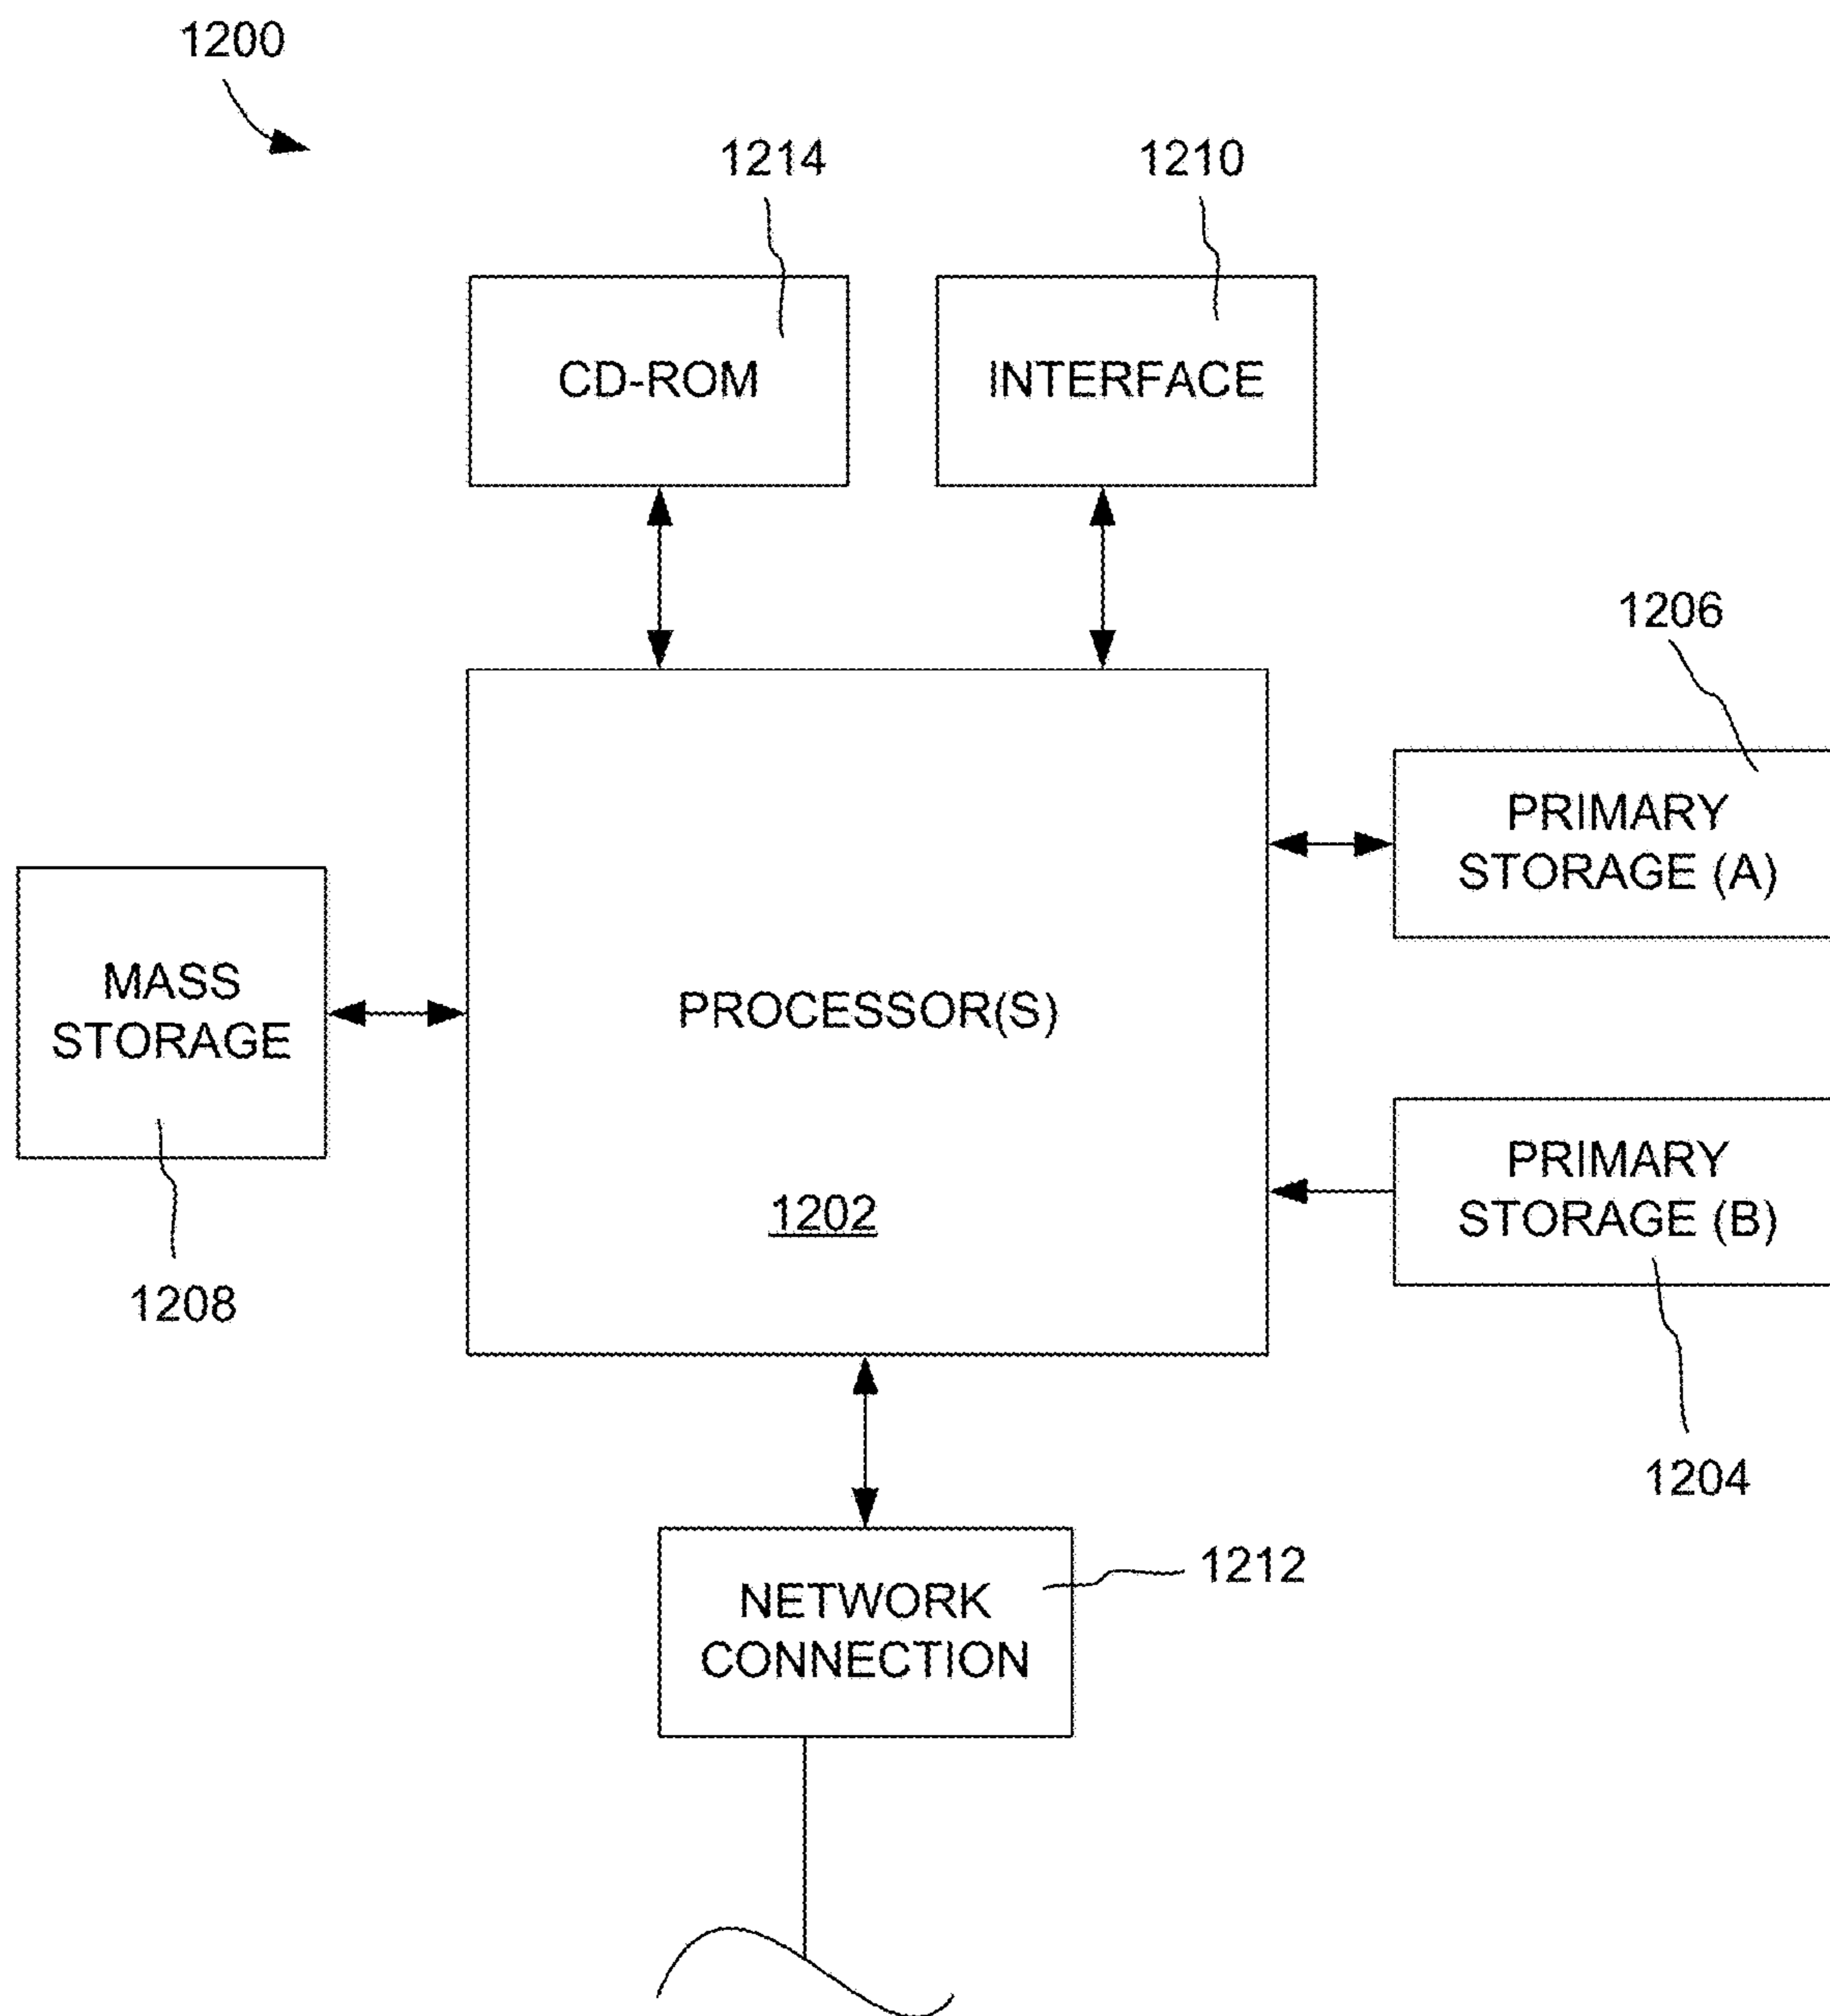 1200
1214
1210
CD-ROM
INTERFACE
1206
PRIMARY
STORAGE (A)
MASS
STORAGE
PROCESSOR(S)
PRIMARY
STORAGE (B)
1202
1208
1204
1212
NETWORK
CONNECTION